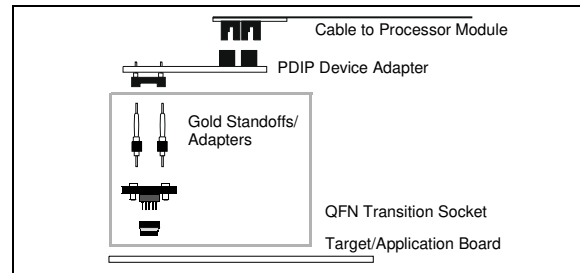 Cable to Processor Module
PDIP Device Adapter
Gold Standoffs/
Adapters
QFN Transition Socket
Target/Application Board